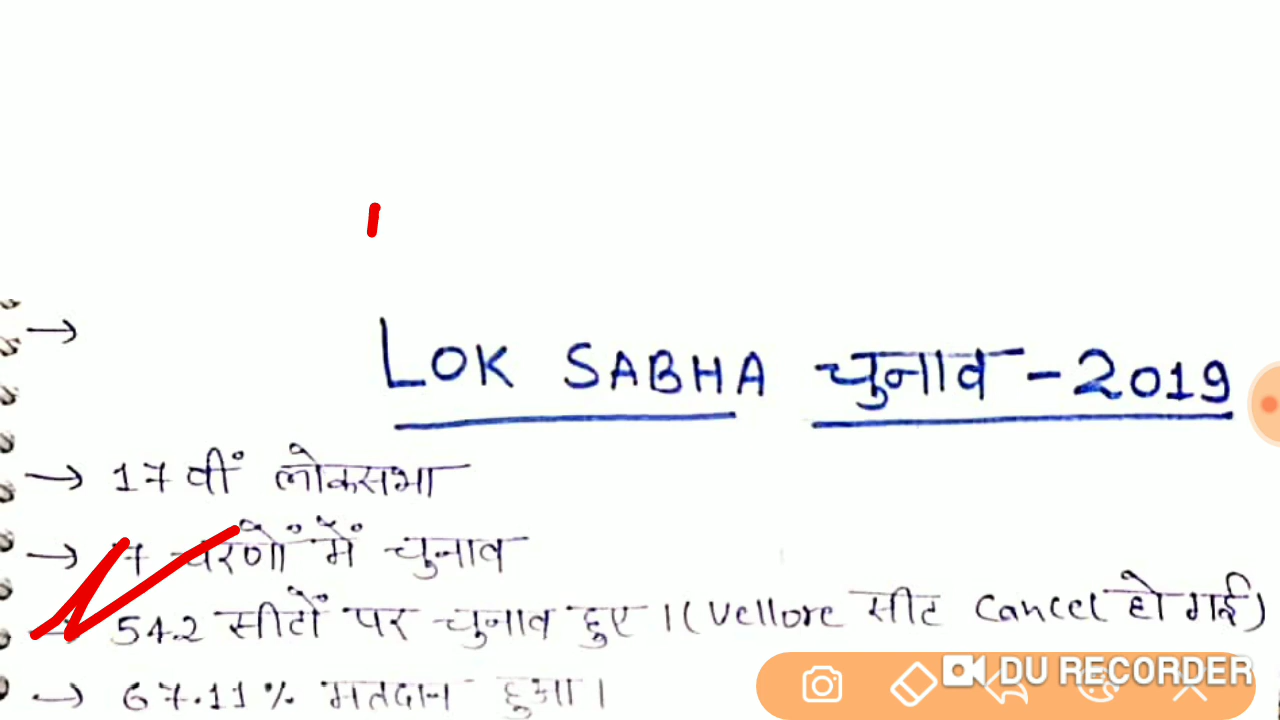 →
LOK SABHA चुनाव - 2019
→ 17 वीं लोकसभा
→ 7 चरणों में चुनाव
→ 542 सीटों पर चुनाव हुए । (Vellore सीट Cancel हो गई)
→ 67.11% मतदान हुआ ।
DU RECORDER